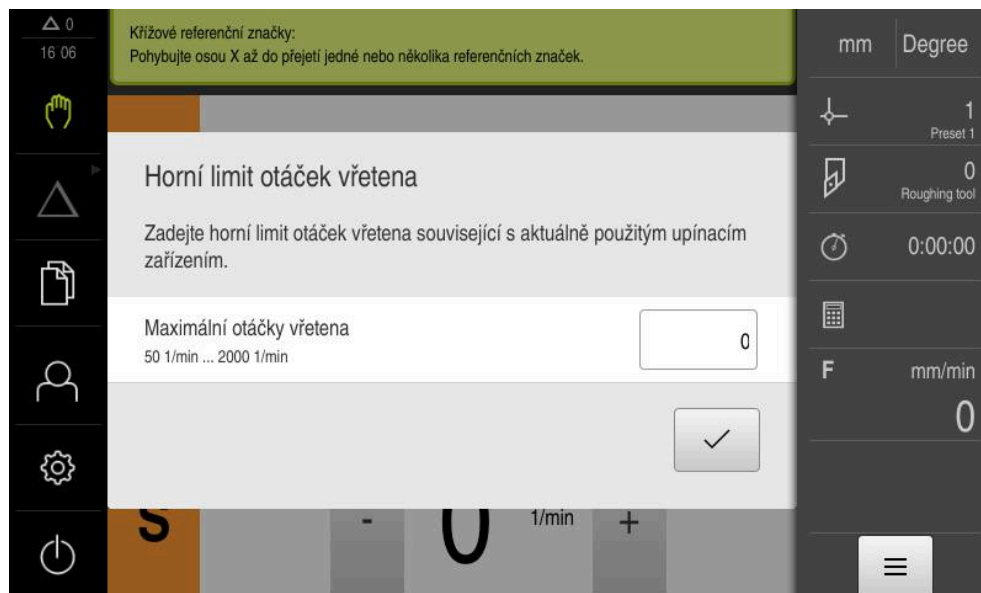 0
16 06
Křížové referenční značky:
Pohybujte osou X až do přejetí jedné nebo několika referenčních značek.
mm Degree
1
Preset 1
0
Roughing tool
0:00:00
Horní limit otáček vřetena
Zadejte horní limit otáček vřetena související s aktuálně použitým upínacím
zařízením.
Maximální otáčky vřetena
50 1/min ... 2000 1/min
0
F mm/min
0
S - 0 1/min +